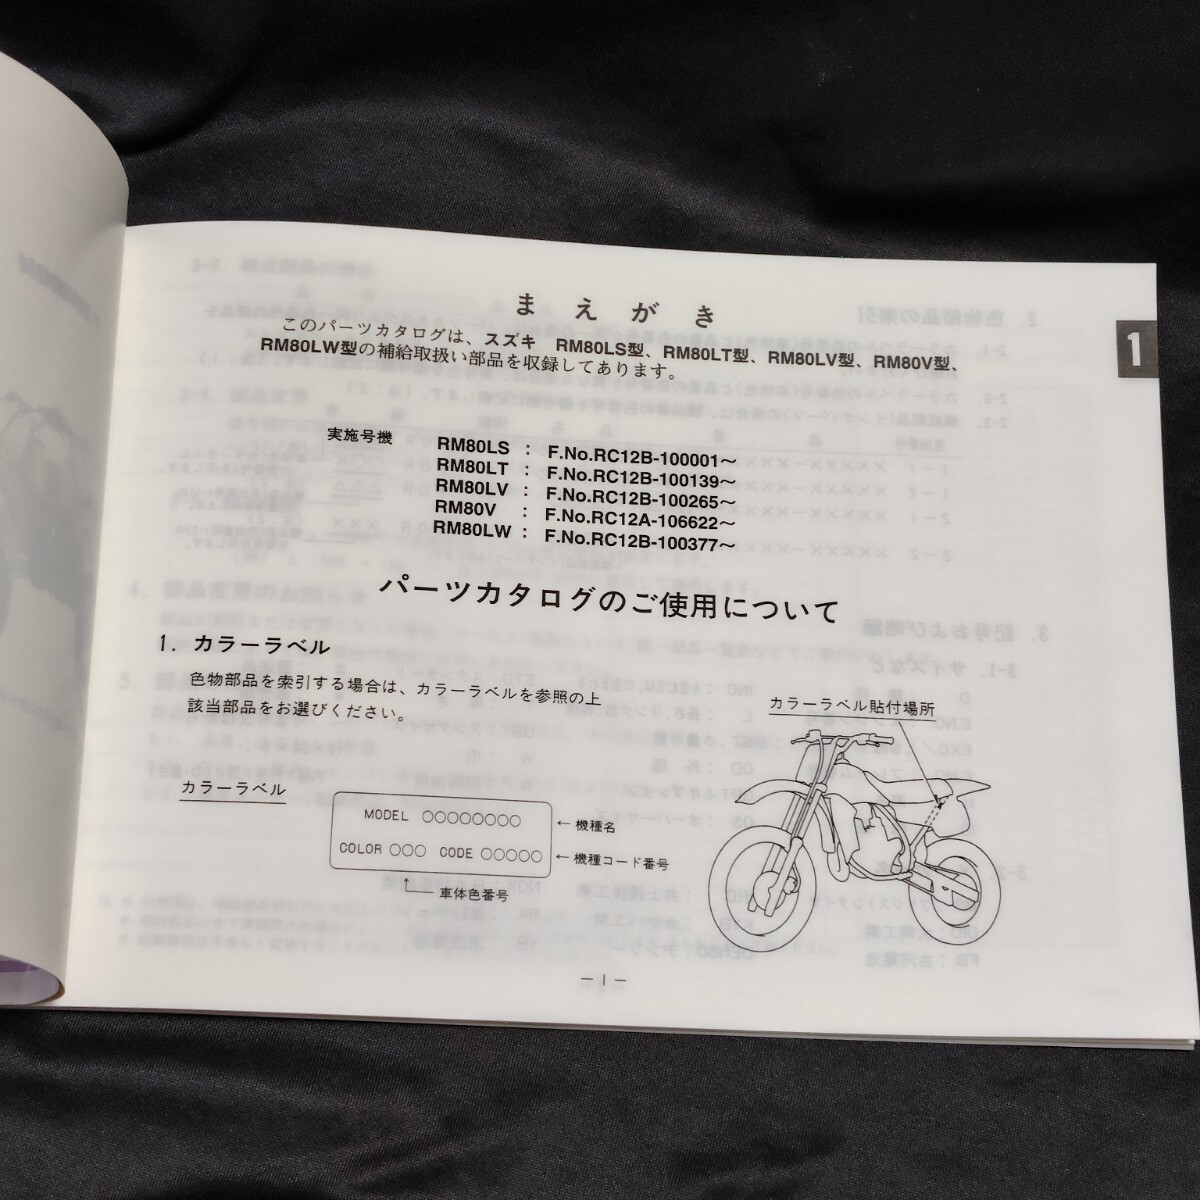 まえがき
1
このパーツカタログは、スズキ RM80LS型、RM80LT型、RM80LV型、RM80V型、
RM80LW型の補給取扱い部品を収録してあります。
実施号機 RM80LS : F.No.RC12B-100001～
RM80LT : F.No.RC12B-100139～
RM80LV : F.No.RC12B-100265～
RM80V : F.No.RC12A-106622～
RM80LW : F.No.RC12B-100377～
パーツカタログのご使用について
1. カラーラベル
色物部品を索引する場合は、カラーラベルを参照の上
該当部品をお選びください。
カラーラベル貼付場所
カラーラベル
MODEL ○○○○○○○○ ←機種名
COLOR ○○○ CODE ○○○○○ ←機種コード番号
↑車体色番号
－1－